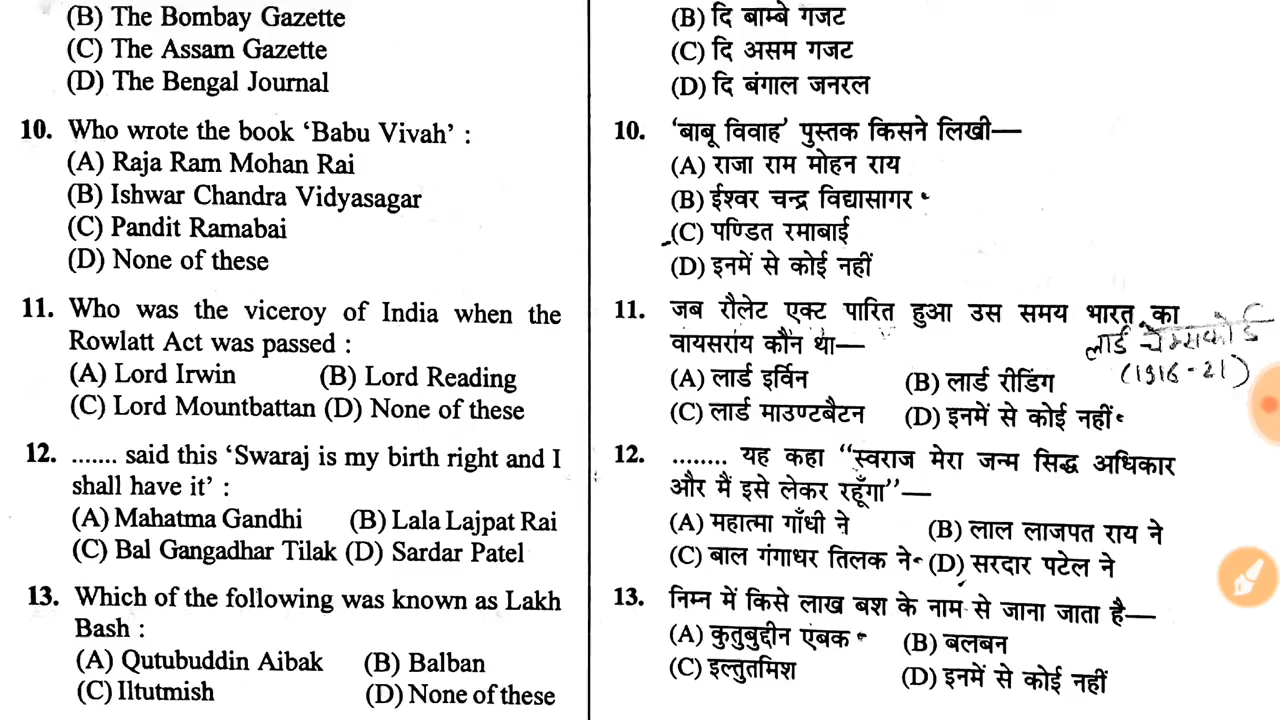 (B) The Bombay Gazette
(C) The Assam Gazette
(D) The Bengal Journal
10. Who wrote the book ‘Babu Vivah’ :
(A) Raja Ram Mohan Rai
(B) Ishwar Chandra Vidyasagar
(C) Pandit Ramabai
(D) None of these
11. Who was the viceroy of India when the
Rowlatt Act was passed :
(A) Lord Irwin (B) Lord Reading
(C) Lord Mountbattan (D) None of these
12. ....... said this ‘Swaraj is my birth right and I
shall have it’ :
(A) Mahatma Gandhi (B) Lala Lajpat Rai
(C) Bal Gangadhar Tilak (D) Sardar Patel
13. Which of the following was known as Lakh
Bash :
(A) Qutubuddin Aibak (B) Balban
(C) Iltutmish (D) None of these
(B) दि बाम्बे गजट
(C) दि असम गजट
(D) दि बंगाल जनरल
10. ‘बाबू विवाह’ पुस्तक किसने लिखी—
(A) राजा राम मोहन राय
(B) ईश्वर चन्द्र विद्यासागर
(C) पण्डित रमाबाई
(D) इनमें से कोई नहीं
11. जब रौलेट एक्ट पारित हुआ उस समय भारत का
वायसराय कौन था—
लार्ड चेम्सफोर्ड
(1916-21)
(A) लार्ड इर्विन (B) लार्ड रीडिंग
(C) लार्ड माउण्टबैटन (D) इनमें से कोई नहीं
12. ........ यह कहा “स्वराज मेरा जन्म सिद्ध अधिकार
और मैं इसे लेकर रहूँगा”—
(A) महात्मा गाँधी ने (B) लाल लाजपत राय ने
(C) बाल गंगाधर तिलक ने (D) सरदार पटेल ने
13. निम्न में किसे लाख बश के नाम से जाना जाता है—
(A) कुतुबुद्दीन एबक (B) बलबन
(C) इल्तुतमिश (D) इनमें से कोई नहीं